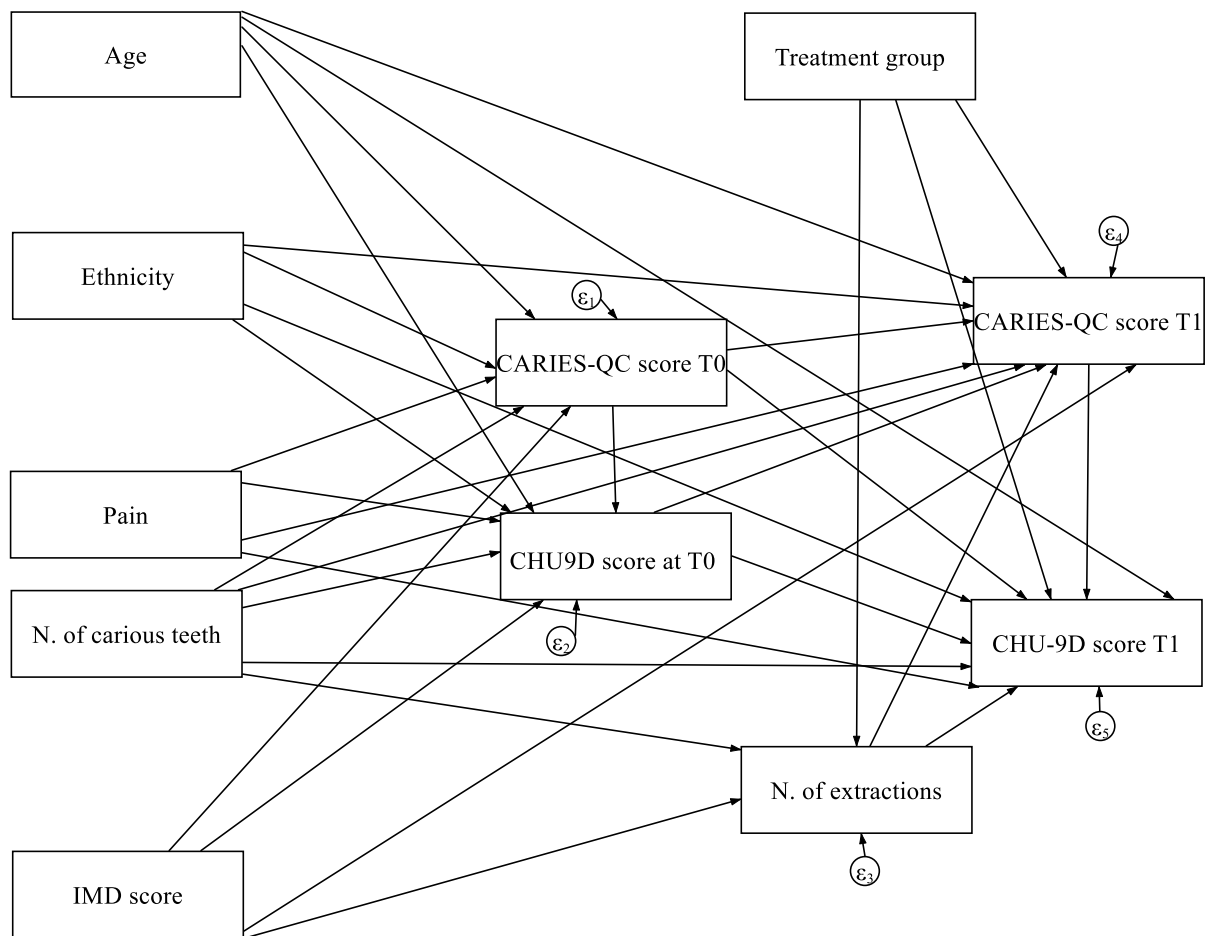 Age
Treatment group
Ethnicity
ε4
ε1
CARIES-QC score T1
CARIES-QC score T0
Pain
CHU9D score at T0
N. of carious teeth
ε2
CHU-9D score T1
ε5
N. of extractions
ε3
IMD score